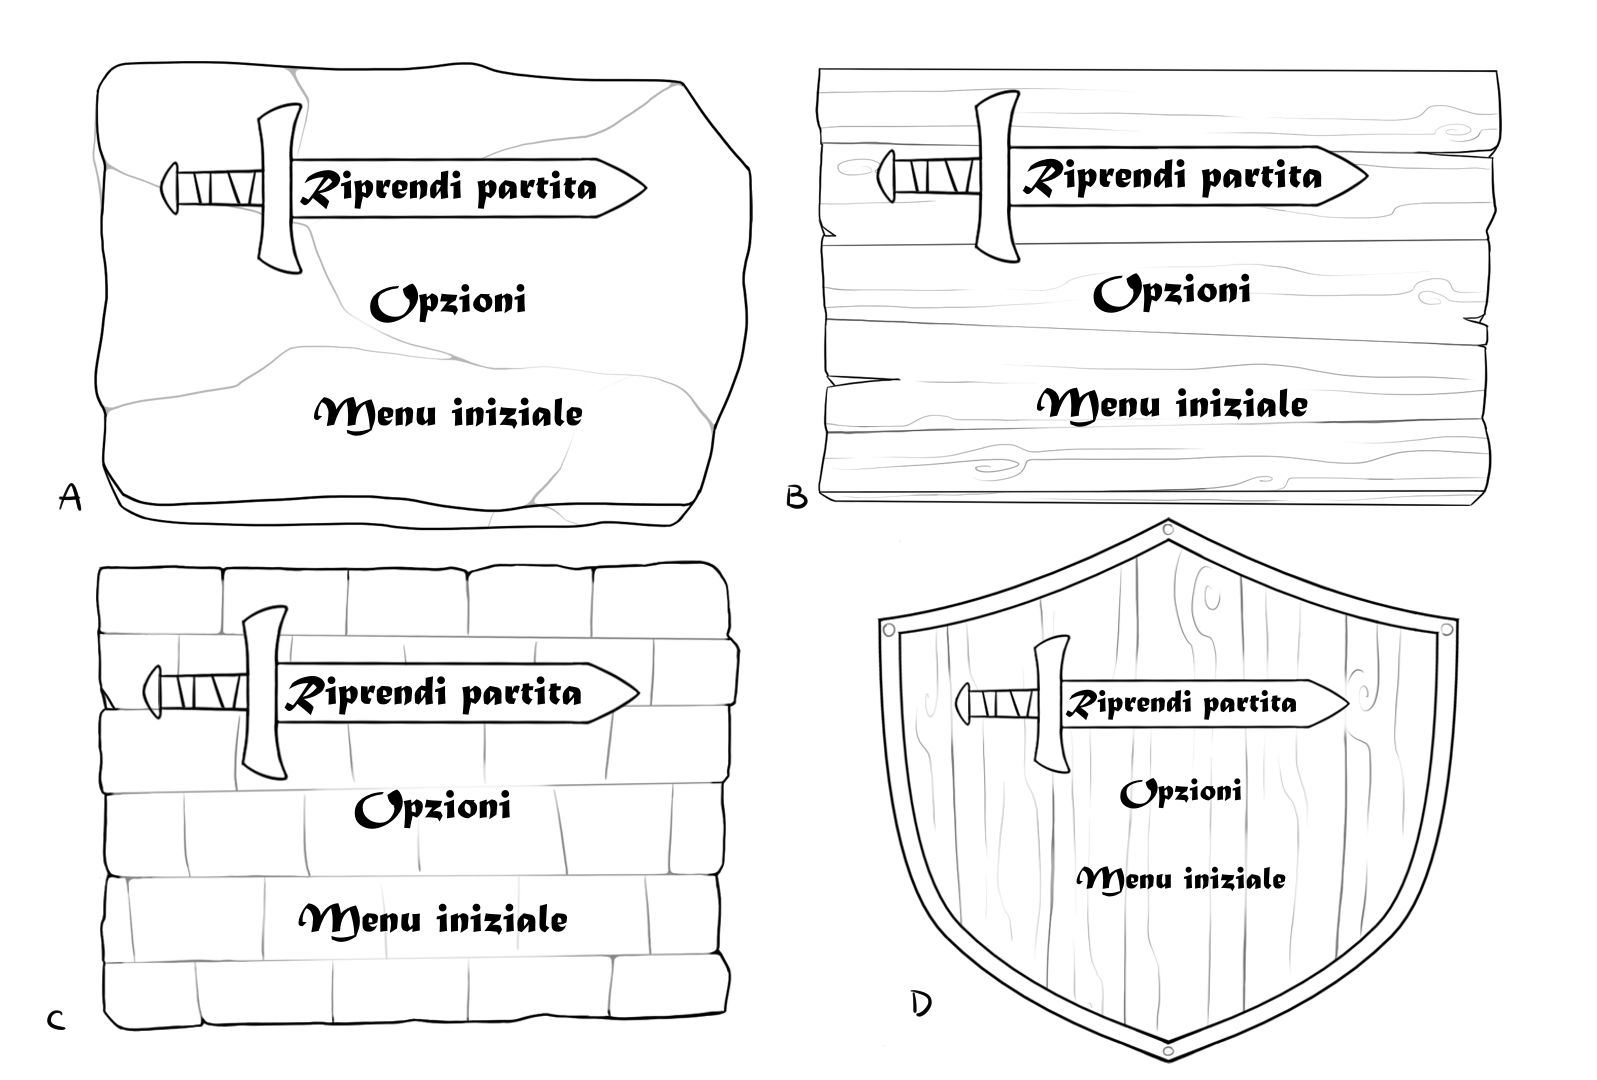 Riprendi partita
Opzioni
Menu iniziale
A
Riprendi partita
Opzioni
Menu iniziale
B
Riprendi partita
Opzioni
Menu iniziale
C
Riprendi partita
Opzioni
Menu iniziale
D